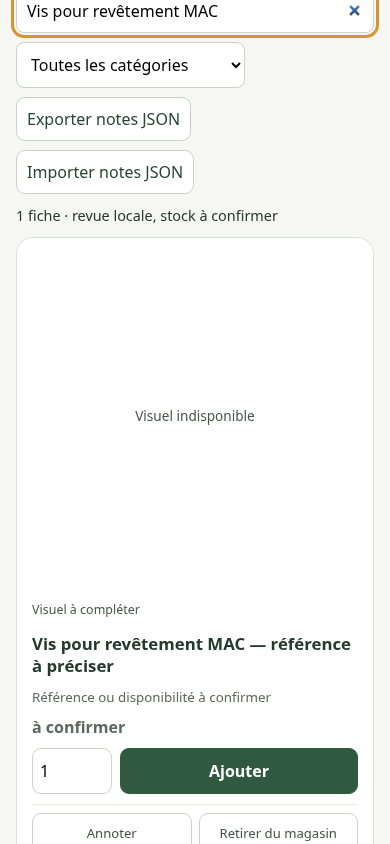 Vis pour revêtement MAC ×
Toutes les catégories
Exporter notes JSON
Importer notes JSON
1 fiche · revue locale, stock à confirmer
Visuel indisponible
Visuel à compléter
Vis pour revêtement MAC — référence
à préciser
Référence ou disponibilité à confirmer
à confirmer
1 Ajouter
Annoter Retirer du magasin